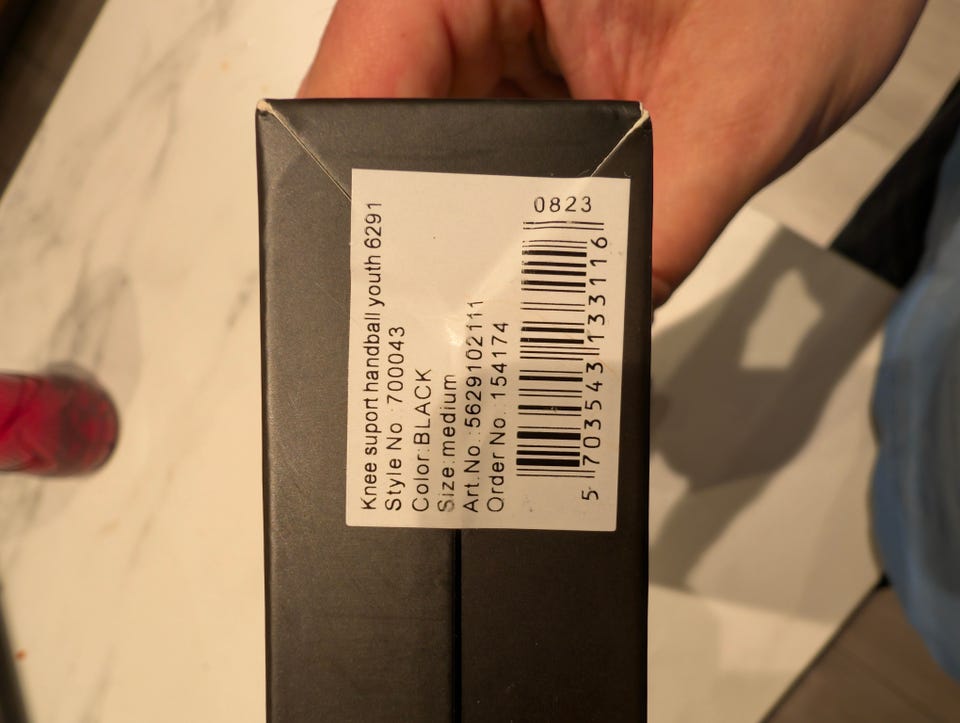 Knee suport handball youth 6291
Style No :700043
Color:BLACK
Size:medium
Art.No.:5629102111
Order No.:154174
0823
5 703543 133116